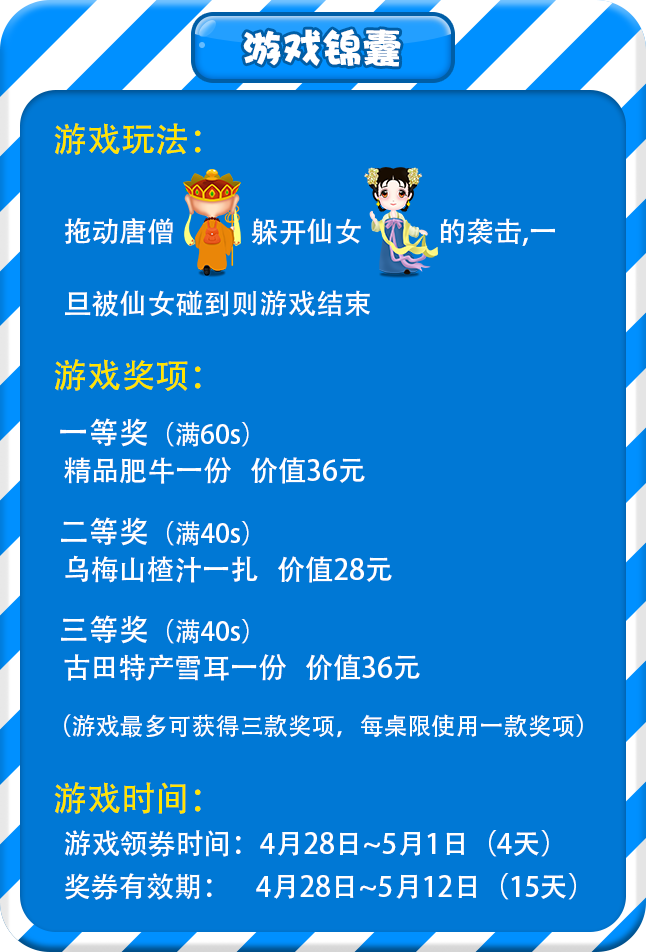 游戏锦囊
游戏玩法：
拖动唐僧 躲开仙女 的袭击,一
旦被仙女碰到则游戏结束
游戏奖项：
一等奖（满60s）
精品肥牛一份 价值36元
二等奖（满40s）
乌梅山楂汁一扎 价值28元
三等奖（满40s）
古田特产雪耳一份 价值36元
（游戏最多可获得三款奖项，每桌限使用一款奖项）
游戏时间：
游戏领券时间：4月28日~5月1日（4天）
奖券有效期： 4月28日~5月12日（15天）